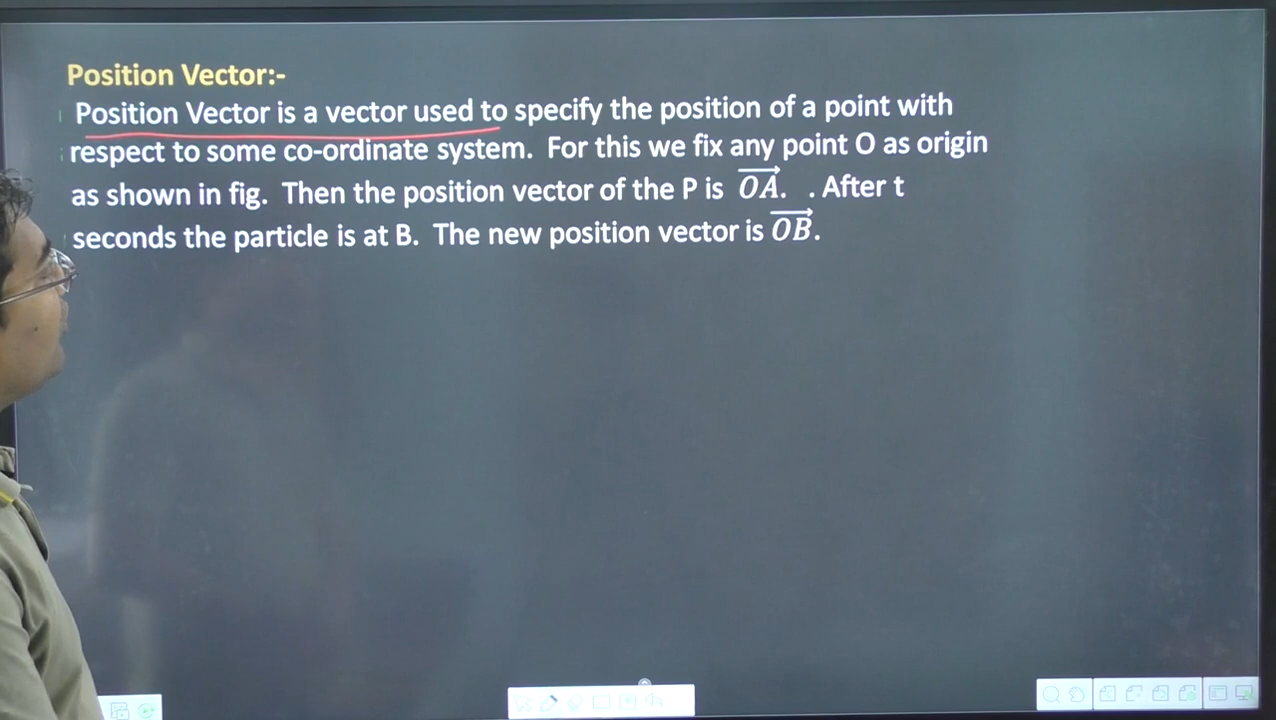 Position Vector:-
Position Vector is a vector used to specify the position of a point with
respect to some co-ordinate system. For this we fix any point O as origin
as shown in fig. Then the position vector of the P is $\overrightarrow{OA}$. . After t
seconds the particle is at B. The new position vector is $\overrightarrow{OB}$.